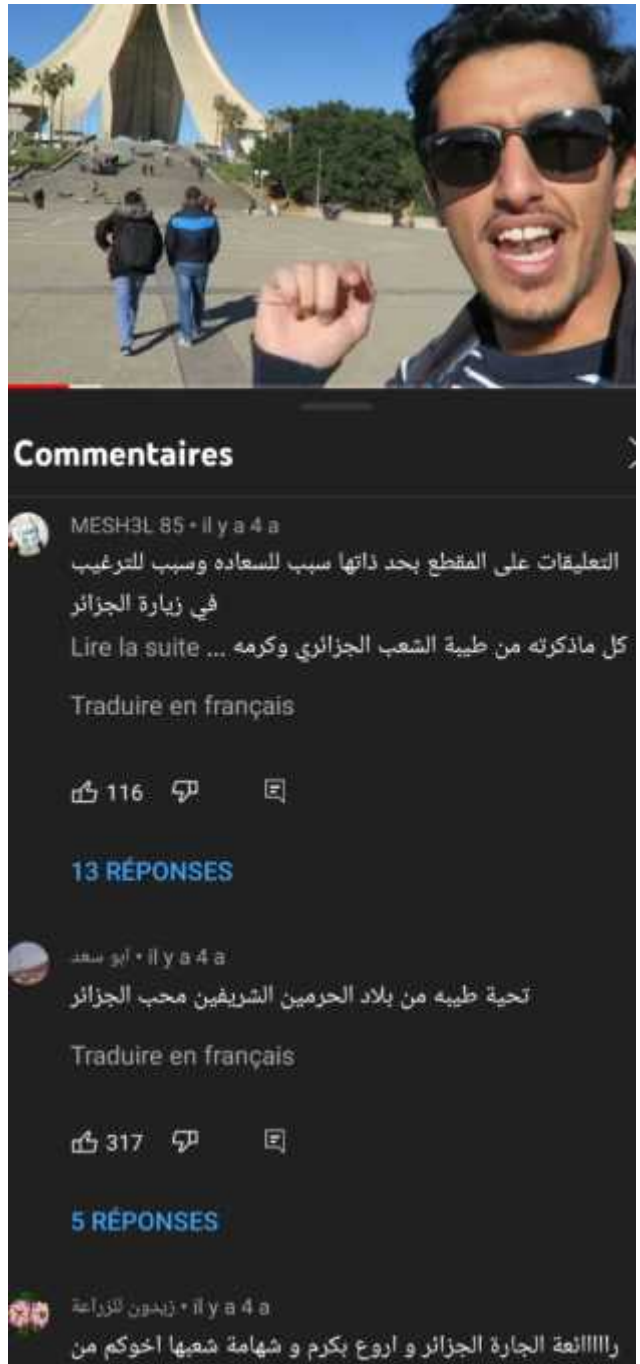 Commentaires
MESH3L 85 • il y a 4 a
التعليقات على المقطع بحد ذاتها سبب للسعاده وسبب للترغيب
في زيارة الجزائر
كل ماذكرته من طيبة الشعب الجزائري وكرمه ... Lire la suite
Traduire en français
116
13 RÉPONSES
ابو سعد • il y a 4 a
تحية طيبه من بلاد الحرمين الشريفين محب الجزائر
Traduire en français
317
5 RÉPONSES
زيدون للزراعة • il y a 4 a
رااااائعة الجارة الجزائر و اروع بكرم و شهامة شعبها اخوكم من